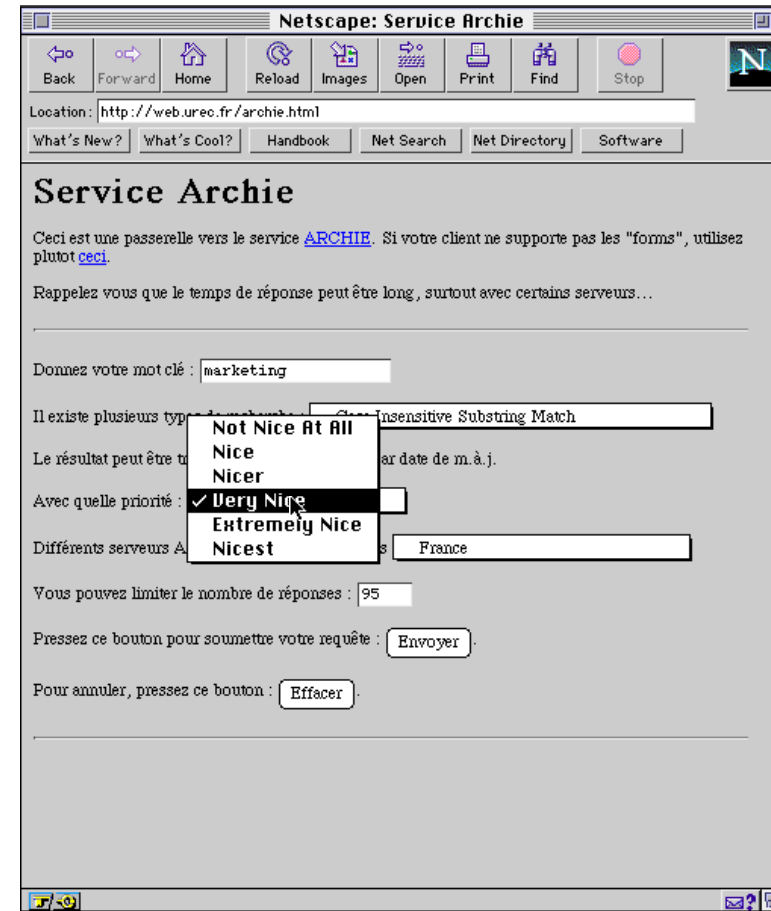 Netscape: Service Archie
Back Forward Home Reload Images Open Print Find Stop
N
Location: http://web.urec.fr/archie.html
What's New? What's Cool? Handbook Net Search Net Directory Software
Service Archie
Ceci est une passerelle vers le service ARCHIE. Si votre client ne supporte pas les "forms", utilisez
plutot ceci.
Rappelez vous que le temps de réponse peut être long, surtout avec certains serveurs...
Donnez votre mot clé : marketing
Il existe plusieurs types de recherche : Case Insensitive Substring Match
Not Nice At All
Nice
Le résultat peut être ar date de m.à.j.
Nicer
Avec quelle priorité : ✓ Very Nice
Extremely Nice
Différents serveurs France
Nicest
Vous pouvez limiter le nombre de réponses : 95
Pressez ce bouton pour soumettre votre requête : Envoyer.
Pour annuler, pressez ce bouton : Effacer.